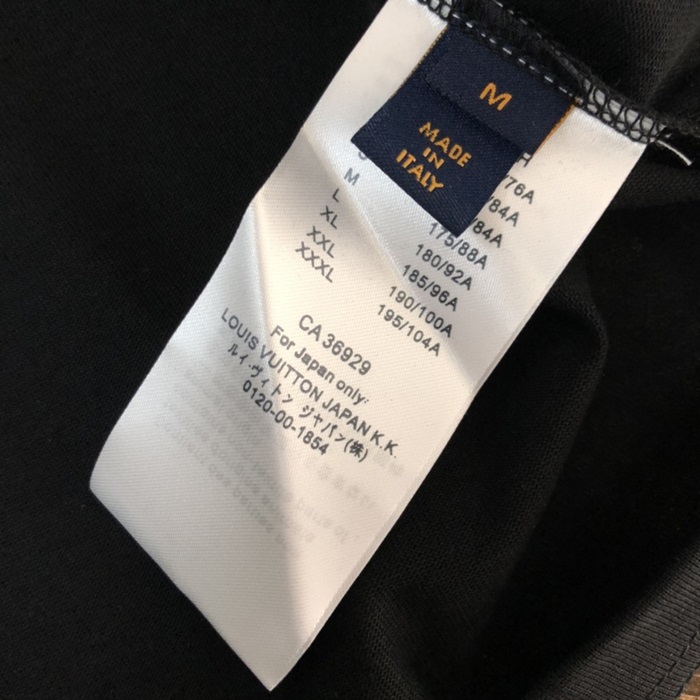 M
MADE
IN
ITALY
/76A
/84A
M /84A
L 175/88A
XL 180/92A
XXL 185/96A
XXXL 190/100A
195/104A
CA 36929
For Japan only:
LOUIS VUITTON JAPAN K.K.
ルイ・ヴィトン ジャパン(株)
0120-00-1854